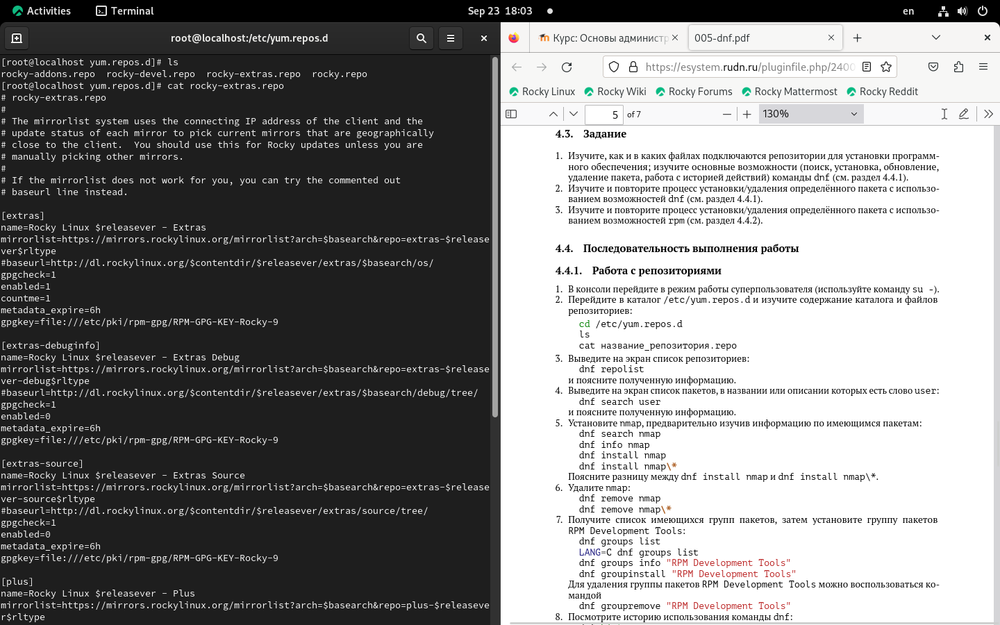 Activities
Terminal
Sep 23 18:03
en
root@localhost:/etc/yum.repos.d
[root@localhost yum.repos.d]# ls
rocky-addons.repo  rocky-devel.repo  rocky-extras.repo  rocky.repo
[root@localhost yum.repos.d]# cat rocky-extras.repo
# rocky-extras.repo
#
# The mirrorlist system uses the connecting IP address of the client and the
# update status of each mirror to pick current mirrors that are geographically
# close to the client.  You should use this for Rocky updates unless you are
# manually picking other mirrors.
#
# If the mirrorlist does not work for you, you can try the commented out
# baseurl line instead.
[extras]
name=Rocky Linux $releasever - Extras
mirrorlist=https://mirrors.rockylinux.org/mirrorlist?arch=$basearch&repo=extras-$release
ver$rltype
#baseurl=http://dl.rockylinux.org/$contentdir/$releasever/extras/$basearch/os/
gpgcheck=1
enabled=1
countme=1
metadata_expire=6h
gpgkey=file:///etc/pki/rpm-gpg/RPM-GPG-KEY-Rocky-9
[extras-debuginfo]
name=Rocky Linux $releasever - Extras Debug
mirrorlist=https://mirrors.rockylinux.org/mirrorlist?arch=$basearch&repo=extras-$release
ver-debug$rltype
#baseurl=http://dl.rockylinux.org/$contentdir/$releasever/extras/$basearch/debug/tree/
gpgcheck=1
enabled=0
metadata_expire=6h
gpgkey=file:///etc/pki/rpm-gpg/RPM-GPG-KEY-Rocky-9
[extras-source]
name=Rocky Linux $releasever - Extras Source
mirrorlist=https://mirrors.rockylinux.org/mirrorlist?arch=$basearch&repo=extras-$release
ver-source$rltype
#baseurl=http://dl.rockylinux.org/$contentdir/$releasever/extras/source/tree/
gpgcheck=1
enabled=0
metadata_expire=6h
gpgkey=file:///etc/pki/rpm-gpg/RPM-GPG-KEY-Rocky-9
[plus]
name=Rocky Linux $releasever - Plus
mirrorlist=https://mirrors.rockylinux.org/mirrorlist?arch=$basearch&repo=plus-$releaseve
r$rltype
Курс: Основы администр
005-dnf.pdf
https://esystem.rudn.ru/pluginfile.php/2400
Rocky Linux
Rocky Wiki
Rocky Forums
Rocky Mattermost
Rocky Reddit
5 of 7
130%
4.3. Задание
1. Изучите, как и в каких файлах подключаются репозитории для установки программ-
ного обеспечения; изучите основные возможности (поиск, установка, обновление,
удаление пакета, работа с историей действий) команды dnf (см. раздел 4.4.1).
2. Изучите и повторите процесс установки/удаления определённого пакета с использо-
ванием возможностей dnf (см. раздел 4.4.1).
3. Изучите и повторите процесс установки/удаления определённого пакета с использо-
ванием возможностей rpm (см. раздел 4.4.2).
4.4. Последовательность выполнения работы
4.4.1. Работа с репозиториями
1. В консоли перейдите в режим работы суперпользователя (используйте команду su -).
2. Перейдите в каталог /etc/yum.repos.d и изучите содержание каталога и файлов
репозиториев:
cd /etc/yum.repos.d
ls
cat название_репозитория.repo
3. Выведите на экран список репозиториев:
dnf repolist
и поясните полученную информацию.
4. Выведите на экран список пакетов, в названии или описании которых есть слово user:
dnf search user
и поясните полученную информацию.
5. Установите nmap, предварительно изучив информацию по имеющимся пакетам:
dnf search nmap
dnf info nmap
dnf install nmap
dnf install nmap\*
Поясните разницу между dnf install nmap и dnf install nmap\*.
6. Удалите nmap:
dnf remove nmap
dnf remove nmap\*
7. Получите список имеющихся групп пакетов, затем установите группу пакетов
RPM Development Tools:
dnf groups list
LANG=C dnf groups list
dnf groups info "RPM Development Tools"
dnf groupinstall "RPM Development Tools"
Для удаления группы пакетов RPM Development Tools можно воспользоваться ко-
мандой
dnf groupremove "RPM Development Tools"
8. Посмотрите историю использования команды dnf: